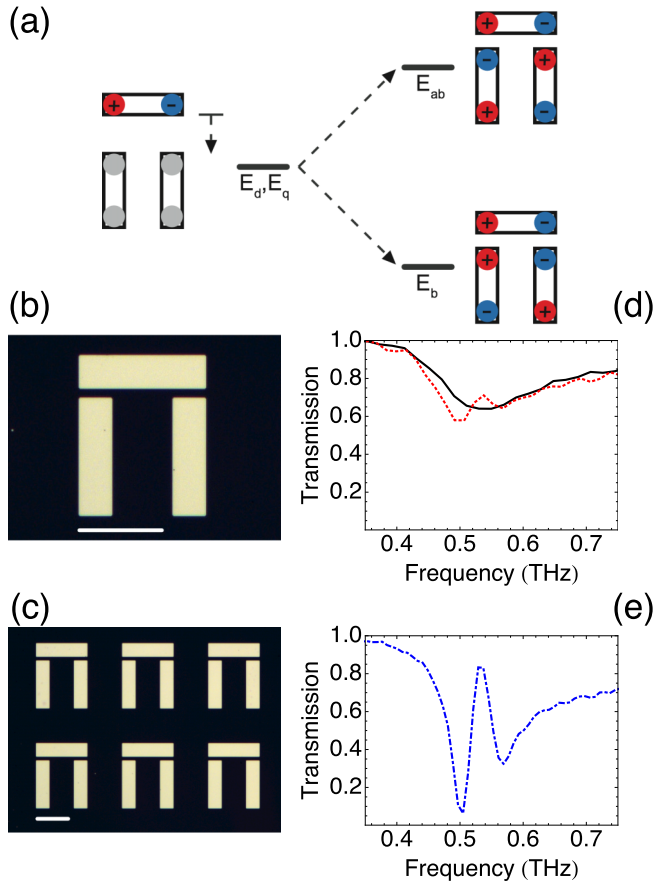 (a)
+ -
- +
+ -
E_ab
+ -
E_d,E_q
+ -
+ -
- +
E_b
(b)
(d)
1.0
0.8
0.6
0.4
0.2
Transmission
0.4 0.5 0.6 0.7
Frequency (THz)
(c)
(e)
1.0
0.8
0.6
0.4
0.2
Transmission
0.4 0.5 0.6 0.7
Frequency (THz)